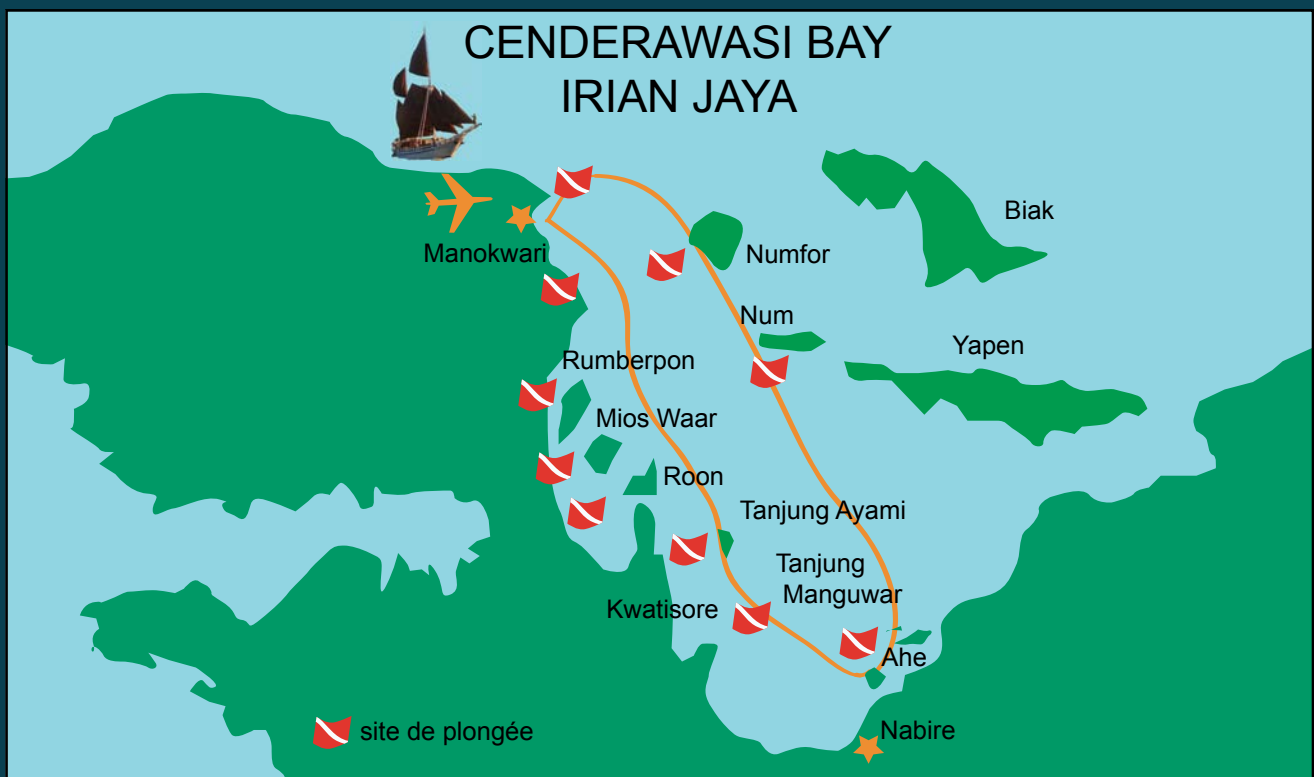 CENDERAWASI BAY
IRIAN JAYA
Biak
Manokwari
Numfor
Num
Yapen
Rumberpon
Mios Waar
Roon
Tanjung Ayami
Tanjung
Manguwar
Kwatisore
Ahe
site de plongée
Nabire